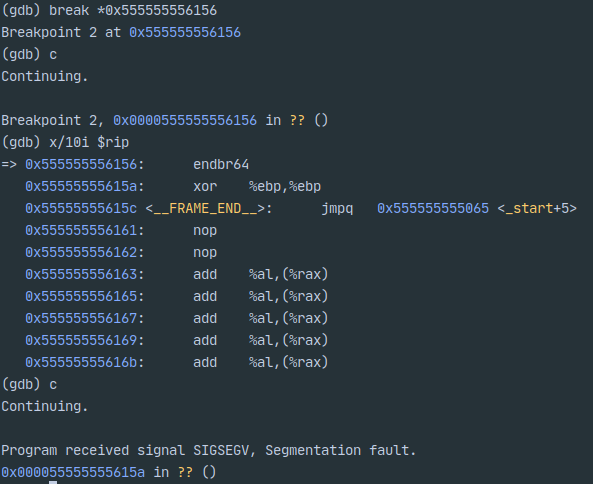 (gdb) break *0x555555556156
Breakpoint 2 at 0x555555556156
(gdb) c
Continuing.

Breakpoint 2, 0x0000555555556156 in ?? ()
(gdb) x/10i $rip
=> 0x555555556156:      endbr64
   0x55555555615a:      xor    %ebp,%ebp
   0x55555555615c <__FRAME_END__>:      jmpq   0x555555555065 <_start+5>
   0x555555556161:      nop
   0x555555556162:      nop
   0x555555556163:      add    %al,(%rax)
   0x555555556165:      add    %al,(%rax)
   0x555555556167:      add    %al,(%rax)
   0x555555556169:      add    %al,(%rax)
   0x55555555616b:      add    %al,(%rax)
(gdb) c
Continuing.

Program received signal SIGSEGV, Segmentation fault.
0x000055555555615a in ?? ()